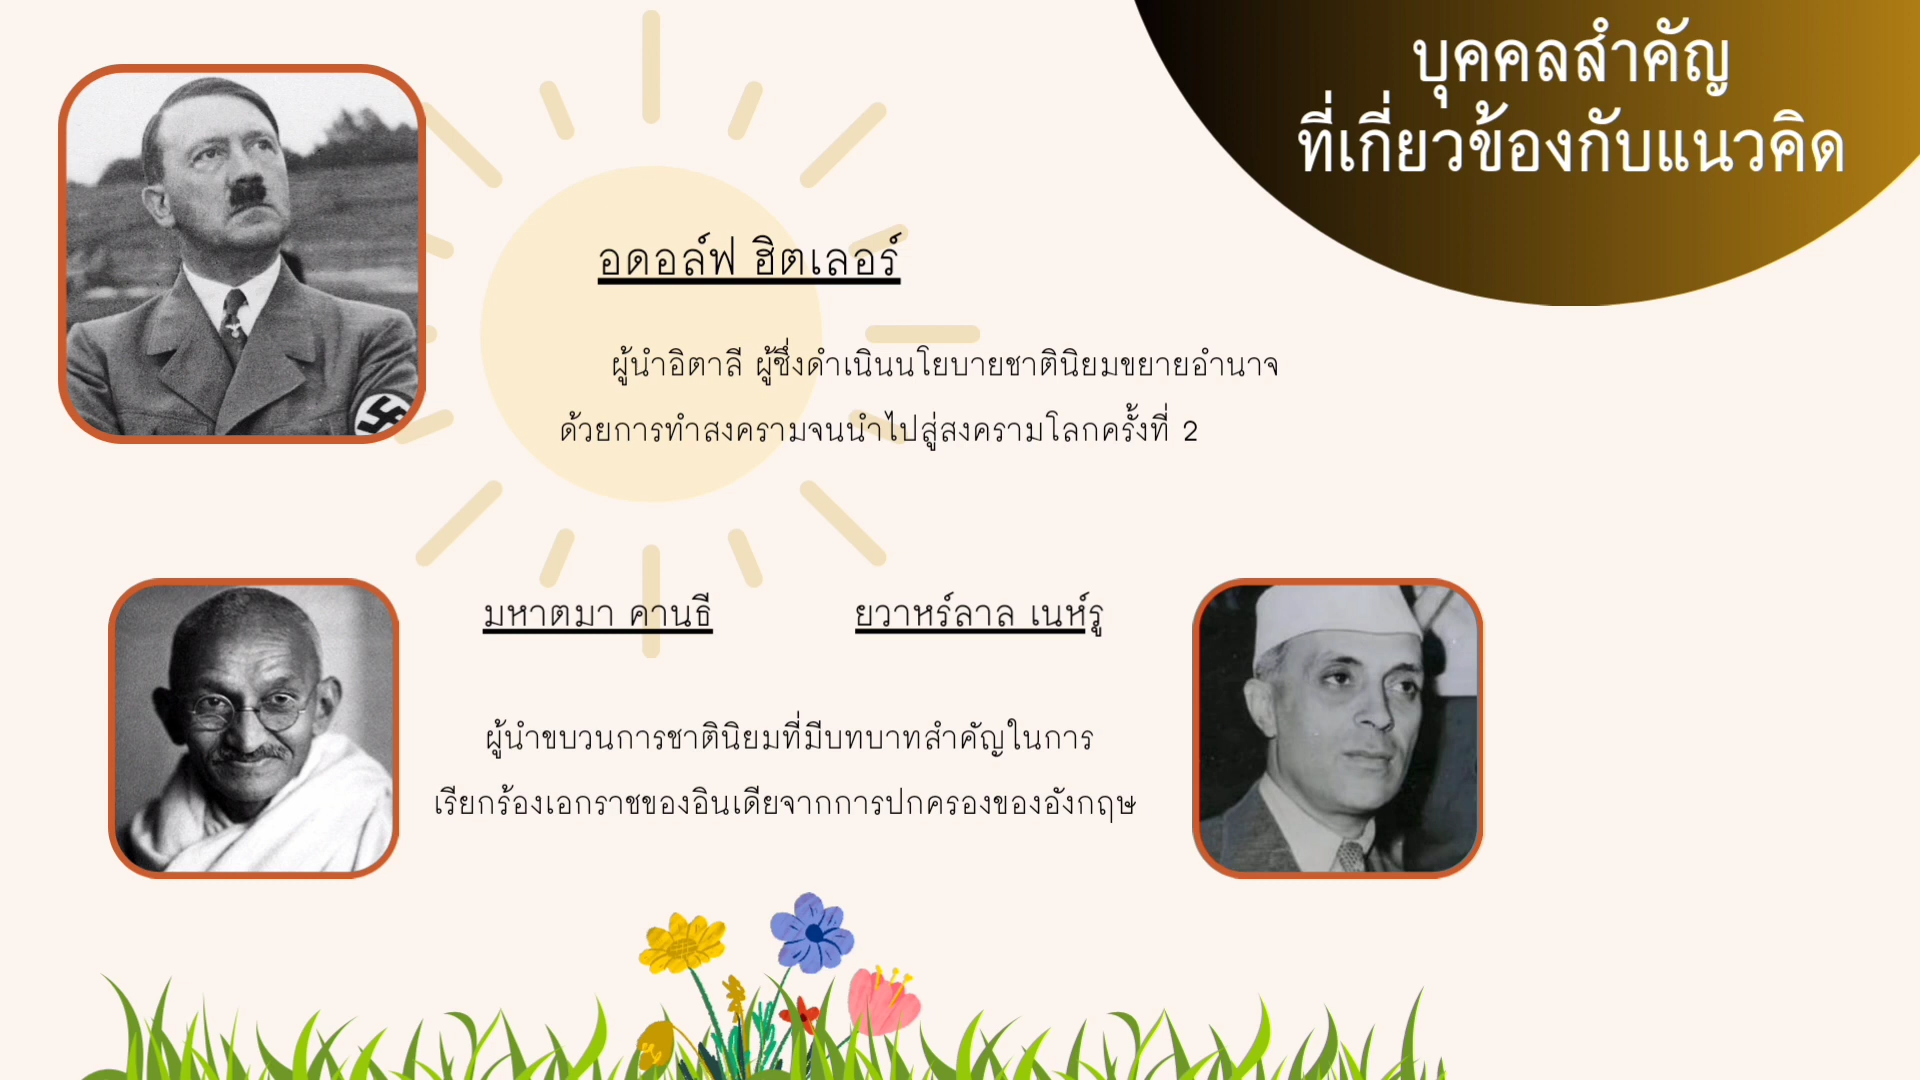 บุคคลสำคัญ
ที่เกี่ยวข้องกับแนวคิด
อดอล์ฟ ฮิตเลอร์
ผู้นำอิตาลี ผู้ซึ่งดำเนินนโยบายชาตินิยมขยายอำนาจ
ด้วยการทำสงครามจนนำไปสู่สงครามโลกครั้งที่ 2
มหาตมา คานธี
ยวาหร์ลาล เนห์รู
ผู้นำขบวนการชาตินิยมที่มีบทบาทสำคัญในการ
เรียกร้องเอกราชของอินเดียจากการปกครองของอังกฤษ